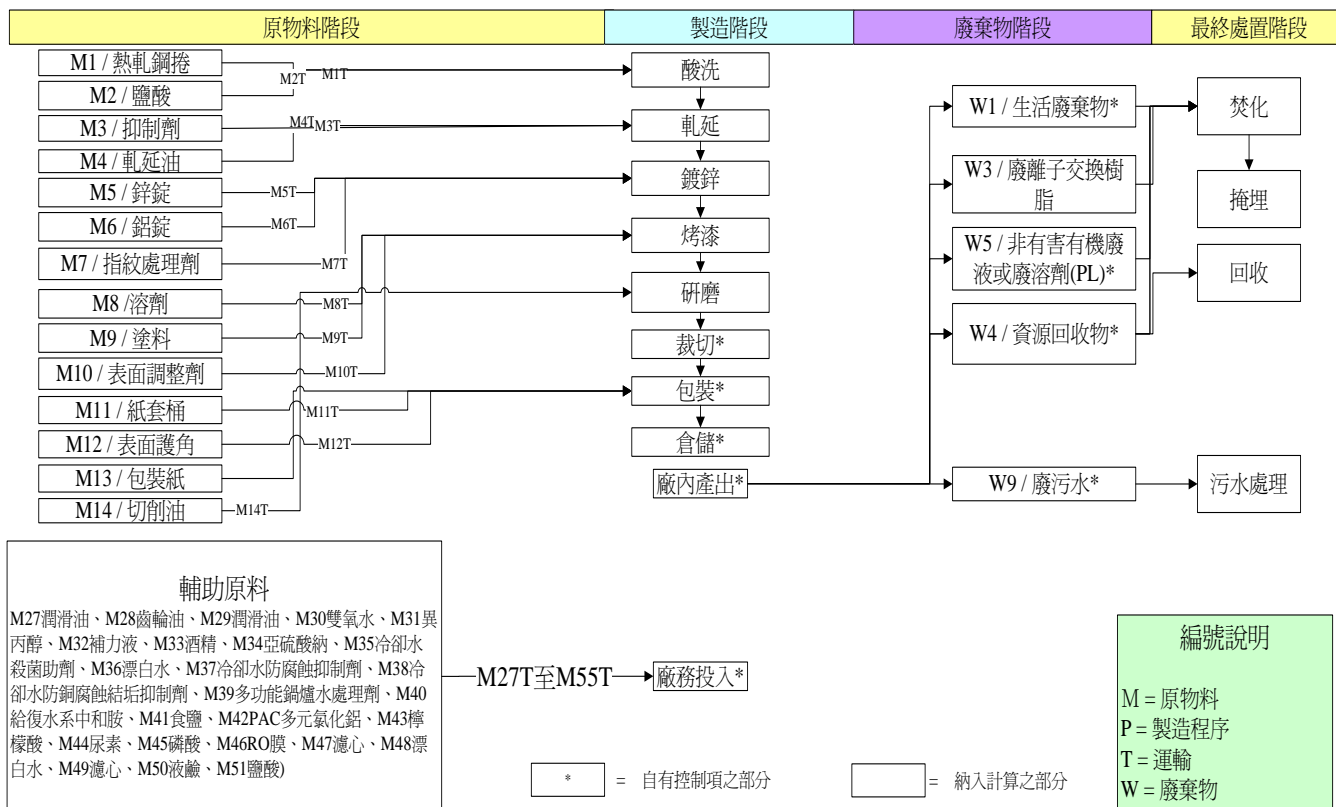 原物料階段
製造階段
廢棄物階段
最終處置階段
M1 / 熱軋鋼捲
M2 / 鹽酸
M3 / 抑制劑
M4 / 軋延油
M5 / 鋅錠
M6 / 鋁錠
M7 / 指紋處理劑
M8 /溶劑
M9 / 塗料
M10 / 表面調整劑
M11 / 紙套桶
M12 / 表面護角
M13 / 包裝紙
M14 / 切削油
M2T
M1T
M4T
M3T
M5T
M6T
M7T
M8T
M9T
M10T
M11T
M12T
M14T
酸洗
軋延
鍍鋅
烤漆
研磨
裁切*
包裝*
倉儲*
廠內產出*
W1 / 生活廢棄物*
W3 / 廢離子交換樹
脂
W5 / 非有害有機廢
液或廢溶劑(PL)*
W4 / 資源回收物*
W9 / 廢污水*
焚化
掩埋
回收
污水處理
輔助原料
M27潤滑油、M28齒輪油、M29潤滑油、M30雙氧水、M31異
丙醇、M32補力液、M33酒精、M34亞硫酸納、M35冷卻水
殺菌助劑、M36漂白水、M37冷卻水防腐蝕抑制劑、M38冷
卻水防銅腐蝕結垢抑制劑、M39多功能鍋爐水處理劑、M40
給復水系中和胺、M41食鹽、M42PAC多元氯化鋁、M43檸
檬酸、M44尿素、M45磷酸、M46RO膜、M47濾心、M48漂
白水、M49濾心、M50液鹼、M51鹽酸)
M27T至M55T
廠務投入*
* = 自有控制項之部分
= 納入計算之部分
編號說明
M = 原物料
P = 製造程序
T = 運輸
W = 廢棄物